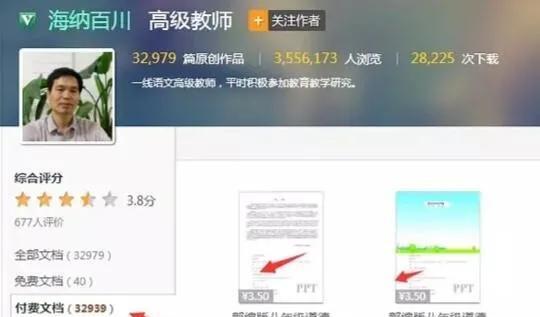 海纳百川 高级教师 + 关注作者
32,979 篇原创作品 3,556,173 人浏览 28,225 次下载
一线语文高级教师，平时积极参加教育教学研究。
综合评分
3.8分
677人评价
全部文档 (32979)
免费文档 (40)
付费文档 (32939)
¥3.50 PPT
¥3.50 PPT